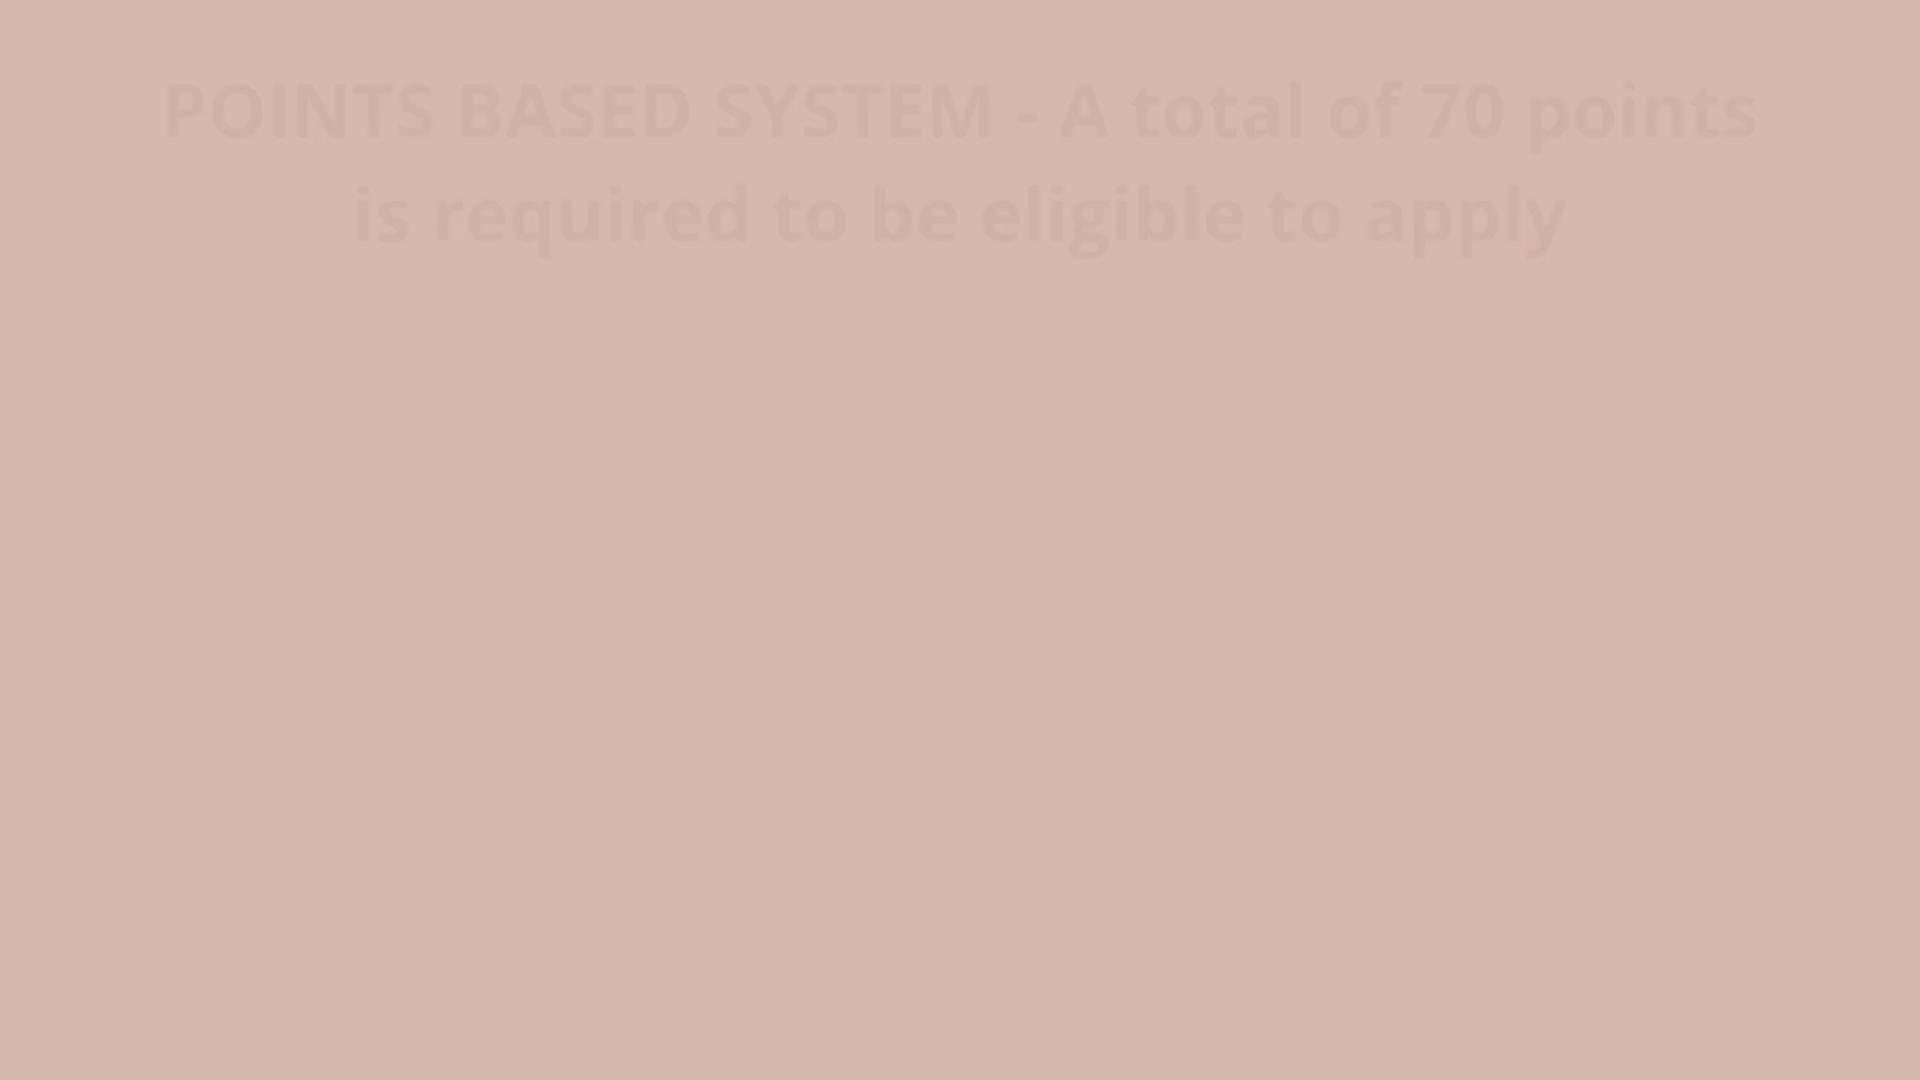 POINTS BASED SYSTEM - A total of 70 points
is required to be eligible to apply